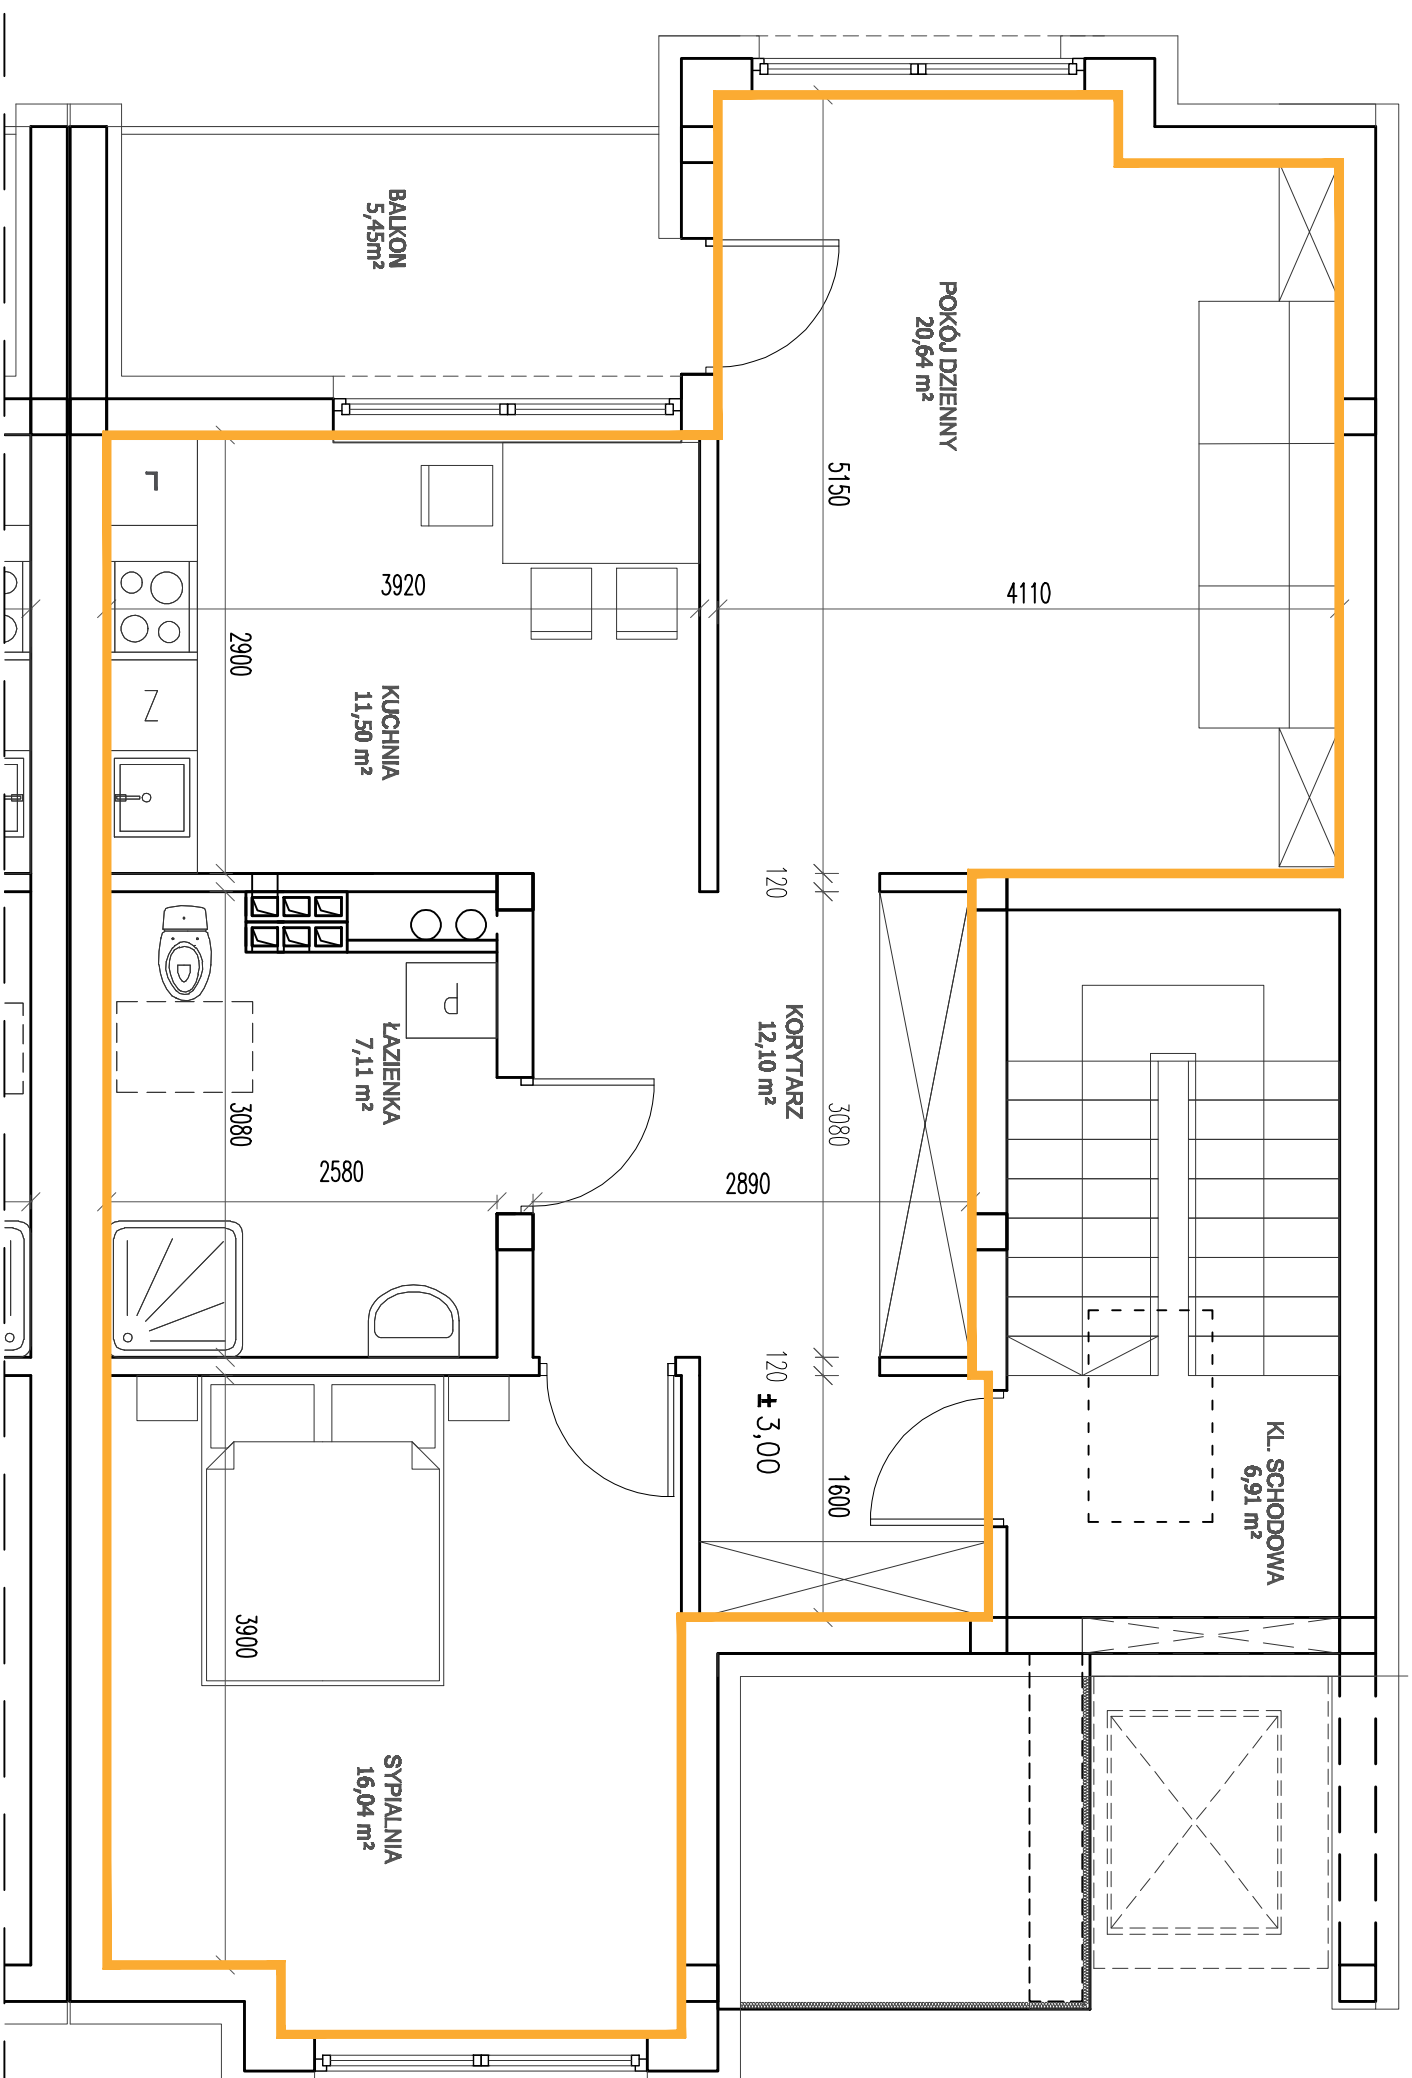 BALKON
5,45m²
POKÓJ DZIENNY
20,64 m²
5150
L
3920
4110
2900
Z
KUCHNIA
11,50 m²
120
P
ŁAZIENKA
7,11 m²
KORYTARZ
12,10 m²
3080
3080
2580
2890
120
± 3,00
1600
KL. SCHODOWA
6,91 m²
3900
SYPIALNIA
16,04 m²